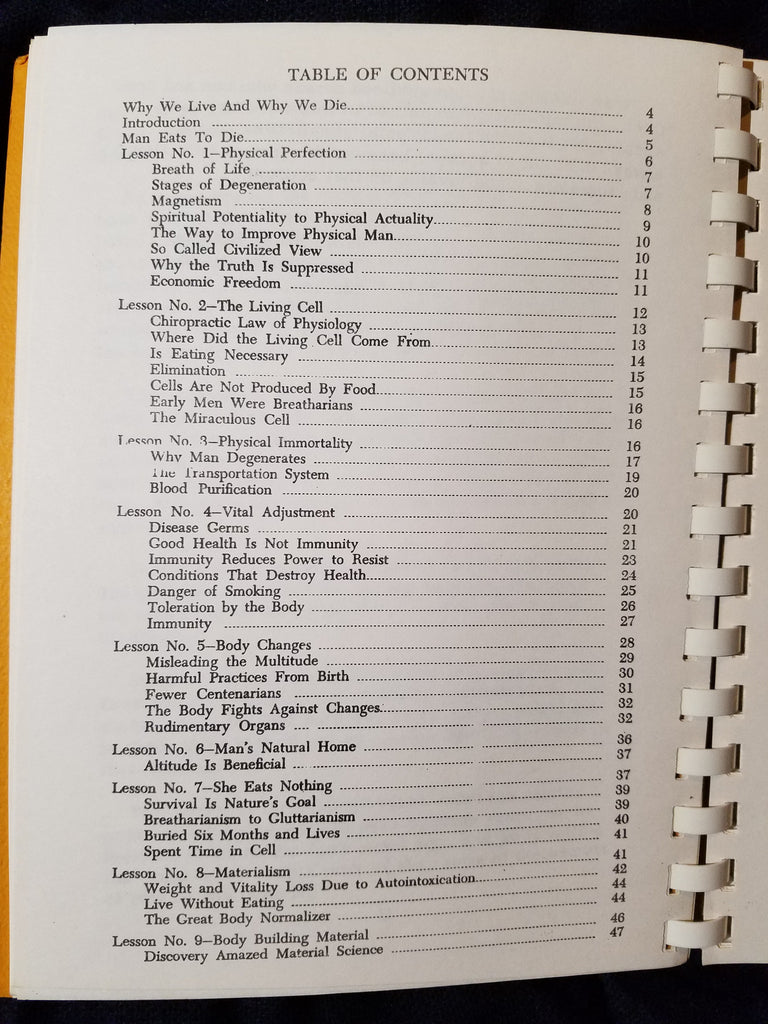 TABLE OF CONTENTS
Why We Live And Why We Die 4
Introduction 4
Man Eats To Die 5
Lesson No. 1—Physical Perfection 6
Breath of Life 7
Stages of Degeneration 7
Magnetism 8
Spiritual Potentiality to Physical Actuality 9
The Way to Improve Physical Man 10
So Called Civilized View 10
Why the Truth Is Suppressed 11
Economic Freedom 11
Lesson No. 2—The Living Cell 12
Chiropractic Law of Physiology 13
Where Did the Living Cell Come From 13
Is Eating Necessary 14
Elimination 15
Cells Are Not Produced By Food 15
Early Men Were Breatharians 16
The Miraculous Cell 16
Lesson No. 3—Physical Immortality 16
Why Man Degenerates 17
The Transportation System 19
Blood Purification 20
Lesson No. 4—Vital Adjustment 20
Disease Germs 21
Good Health Is Not Immunity 21
Immunity Reduces Power to Resist 23
Conditions That Destroy Health 24
Danger of Smoking 25
Toleration by the Body 26
Immunity 27
Lesson No. 5—Body Changes 28
Misleading the Multitude 29
Harmful Practices From Birth 30
Fewer Centenarians 31
The Body Fights Against Changes 32
Rudimentary Organs 32
Lesson No. 6—Man's Natural Home 36
Altitude Is Beneficial 37
Lesson No. 7—She Eats Nothing 37
Survival Is Nature's Goal 39
Breatharianism to Gluttarianism 39
Buried Six Months and Lives 40
Spent Time in Cell 41
Lesson No. 8—Materialism 41
Weight and Vitality Loss Due to Autointoxication 42
Live Without Eating 44
The Great Body Normalizer 44
Lesson No. 9—Body Building Material 46
Discovery Amazed Material Science 47